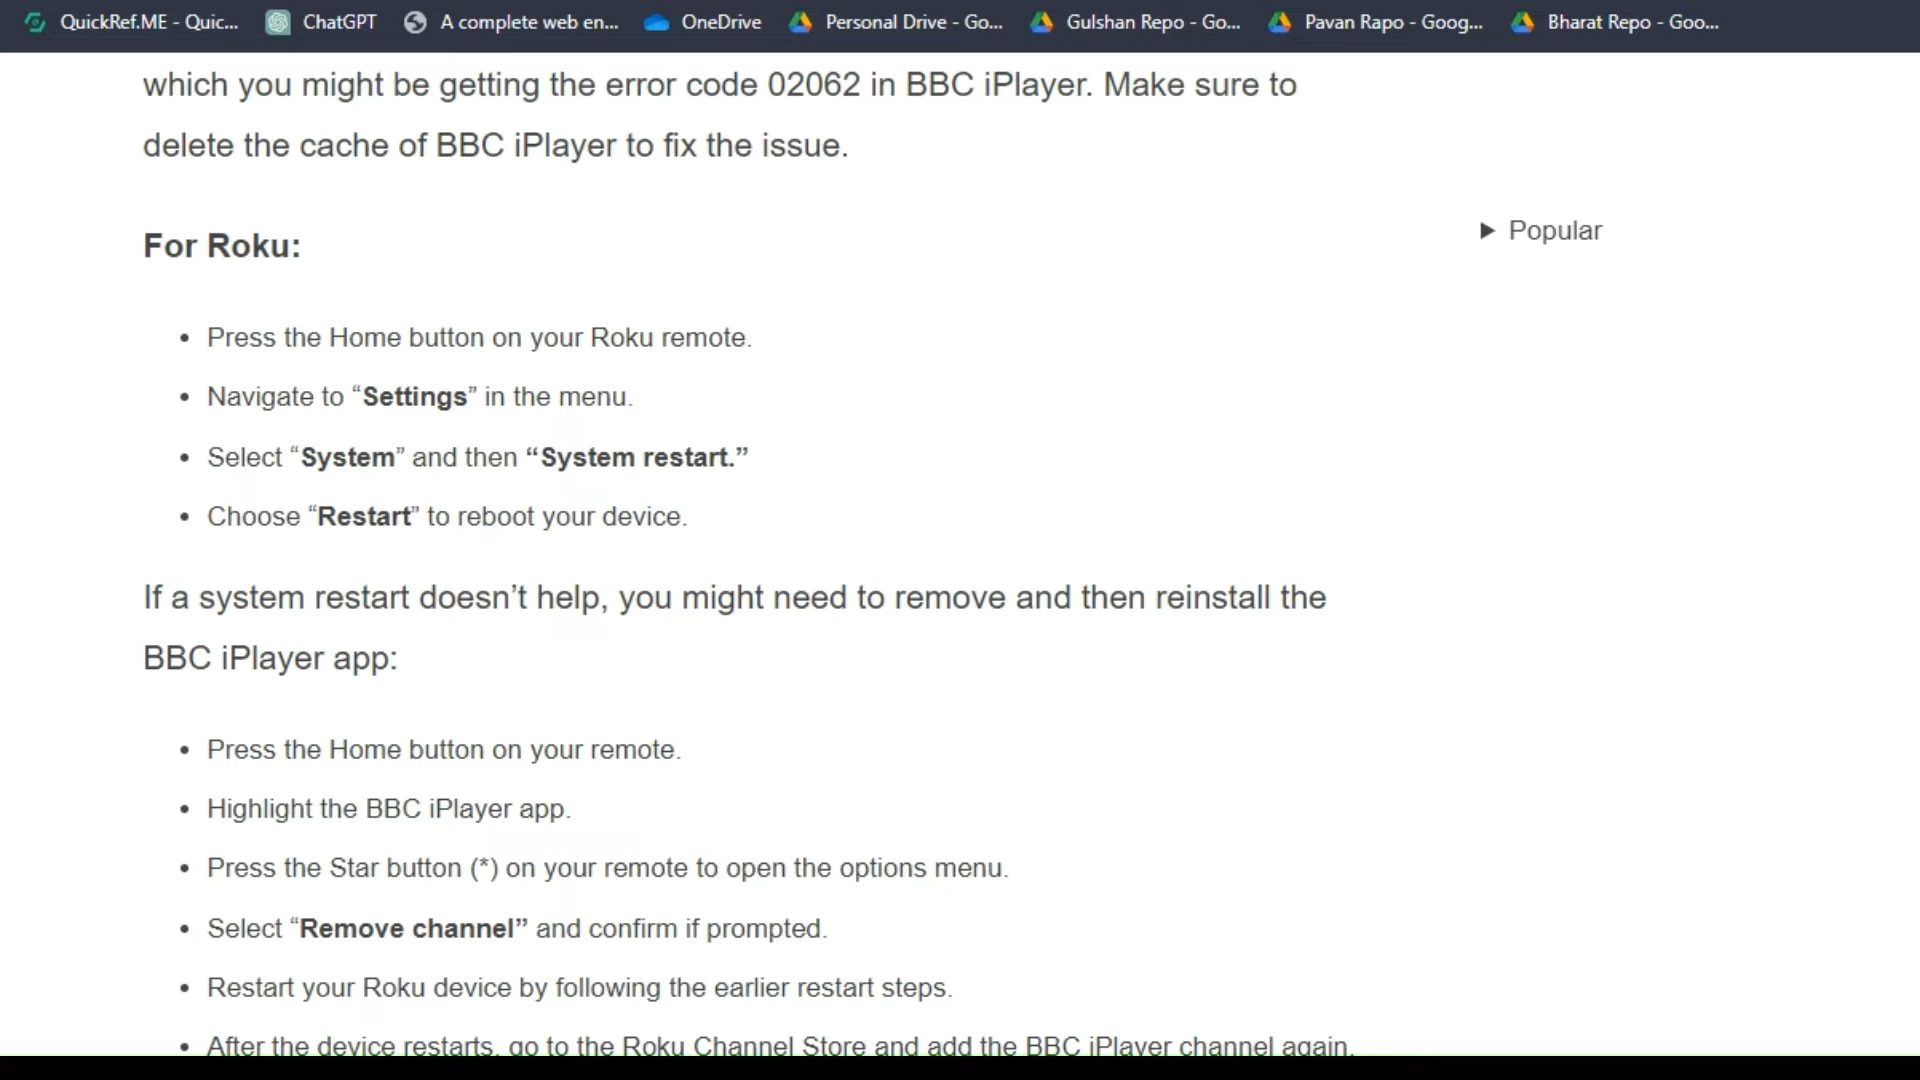 QuickRef.ME - Quic... ChatGPT A complete web en... OneDrive Personal Drive - Go... Gulshan Repo - Go... Pavan Rapo - Goog... Bharat Repo - Goo...
which you might be getting the error code 02062 in BBC iPlayer. Make sure to
delete the cache of BBC iPlayer to fix the issue.
▶ Popular
For Roku:
• Press the Home button on your Roku remote.
• Navigate to “Settings” in the menu.
• Select “System” and then “System restart.”
• Choose “Restart” to reboot your device.
If a system restart doesn’t help, you might need to remove and then reinstall the
BBC iPlayer app:
• Press the Home button on your remote.
• Highlight the BBC iPlayer app.
• Press the Star button (*) on your remote to open the options menu.
• Select “Remove channel” and confirm if prompted.
• Restart your Roku device by following the earlier restart steps.
• After the device restarts, go to the Roku Channel Store and add the BBC iPlayer channel again.